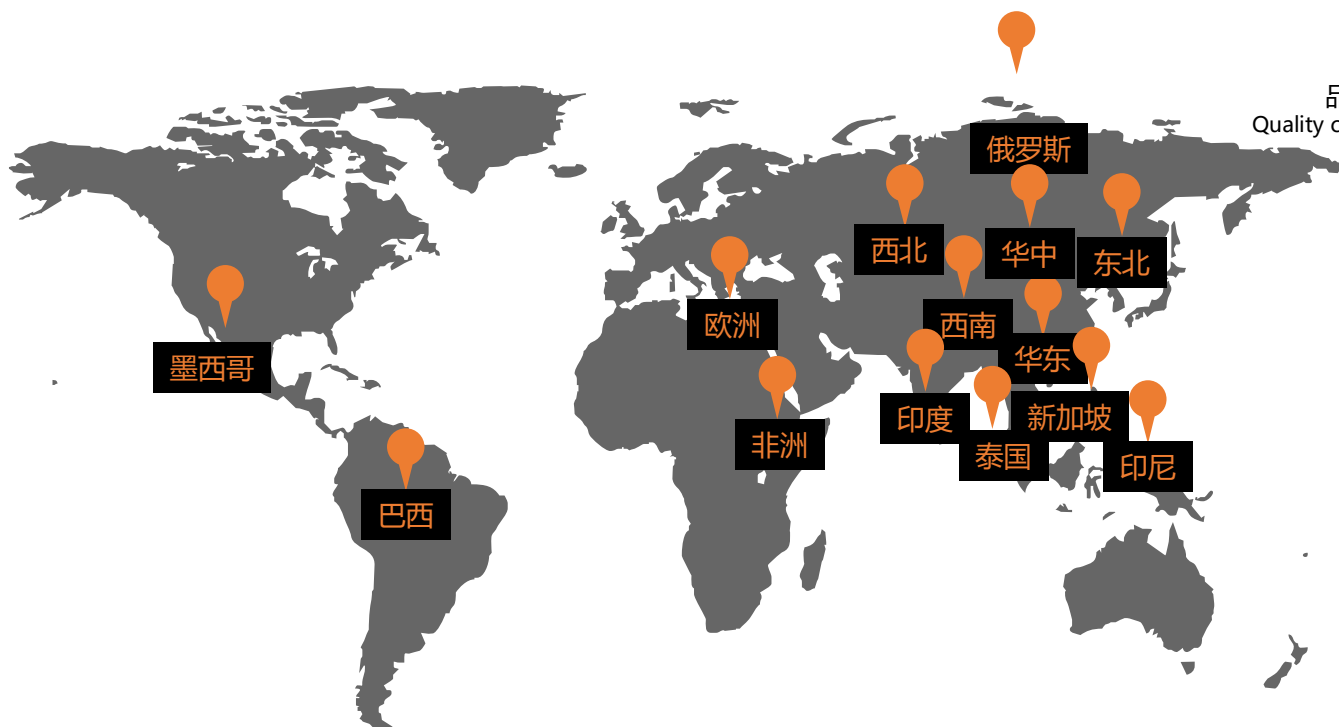 品
Quality c
俄罗斯
西北
华中
东北
欧洲
西南
华东
墨西哥
印度
新加坡
非洲
泰国
印尼
巴西